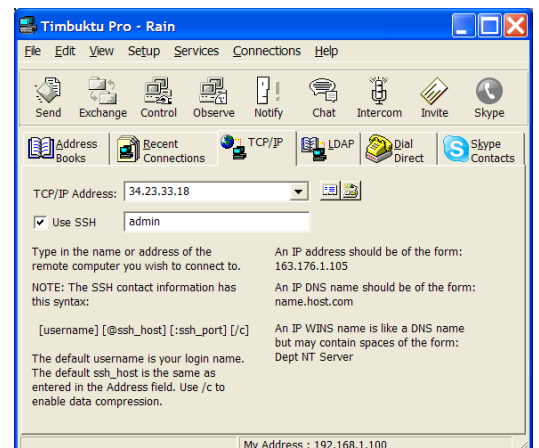 Timbuktu Pro - Rain
File Edit View Setup Services Connections Help
Send Exchange Control Observe Notify Chat Intercom Invite Skype
Address Books
Recent Connections
TCP/IP
LDAP
Dial Direct
Skype Contacts
TCP/IP Address: 34.23.33.18
Use SSH admin
Type in the name or address of the
remote computer you wish to connect to.
NOTE: The SSH contact information has
this syntax:
[username] [@ssh_host] [:ssh_port] [/c]
The default username is your login name.
The default ssh_host is the same as
entered in the Address field. Use /c to
enable data compression.
An IP address should be of the form:
163.176.1.105
An IP DNS name should be of the form:
name.host.com
An IP WINS name is like a DNS name
but may contain spaces of the form:
Dept NT Server
My Address : 192.168.1.100